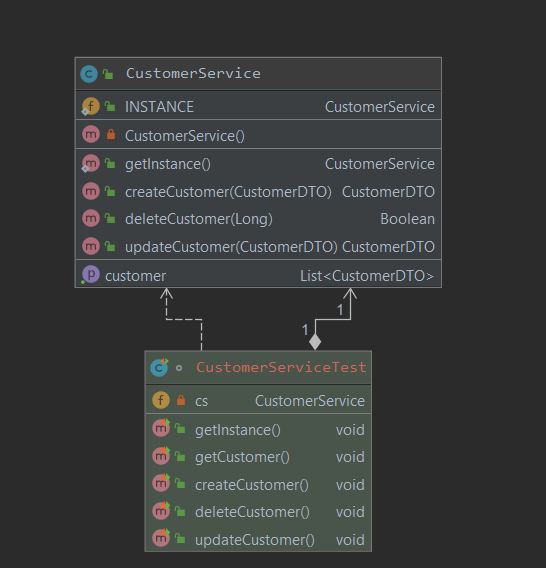 CustomerService
INSTANCE CustomerService
CustomerService()
getInstance() CustomerService
createCustomer(CustomerDTO) CustomerDTO
deleteCustomer(Long) Boolean
updateCustomer(CustomerDTO) CustomerDTO
customer List<CustomerDTO>
1
1
CustomerServiceTest
cs CustomerService
getInstance() void
getCustomer() void
createCustomer() void
deleteCustomer() void
updateCustomer() void